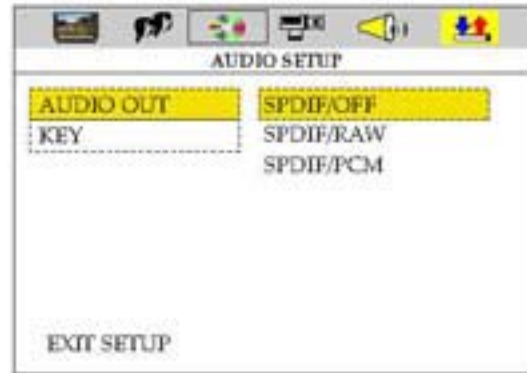 AUDIO SETUP
AUDIO OUT
SPDIF/OFF
KEY
SPDIF/RAW
SPDIF/PCM
EXIT SETUP